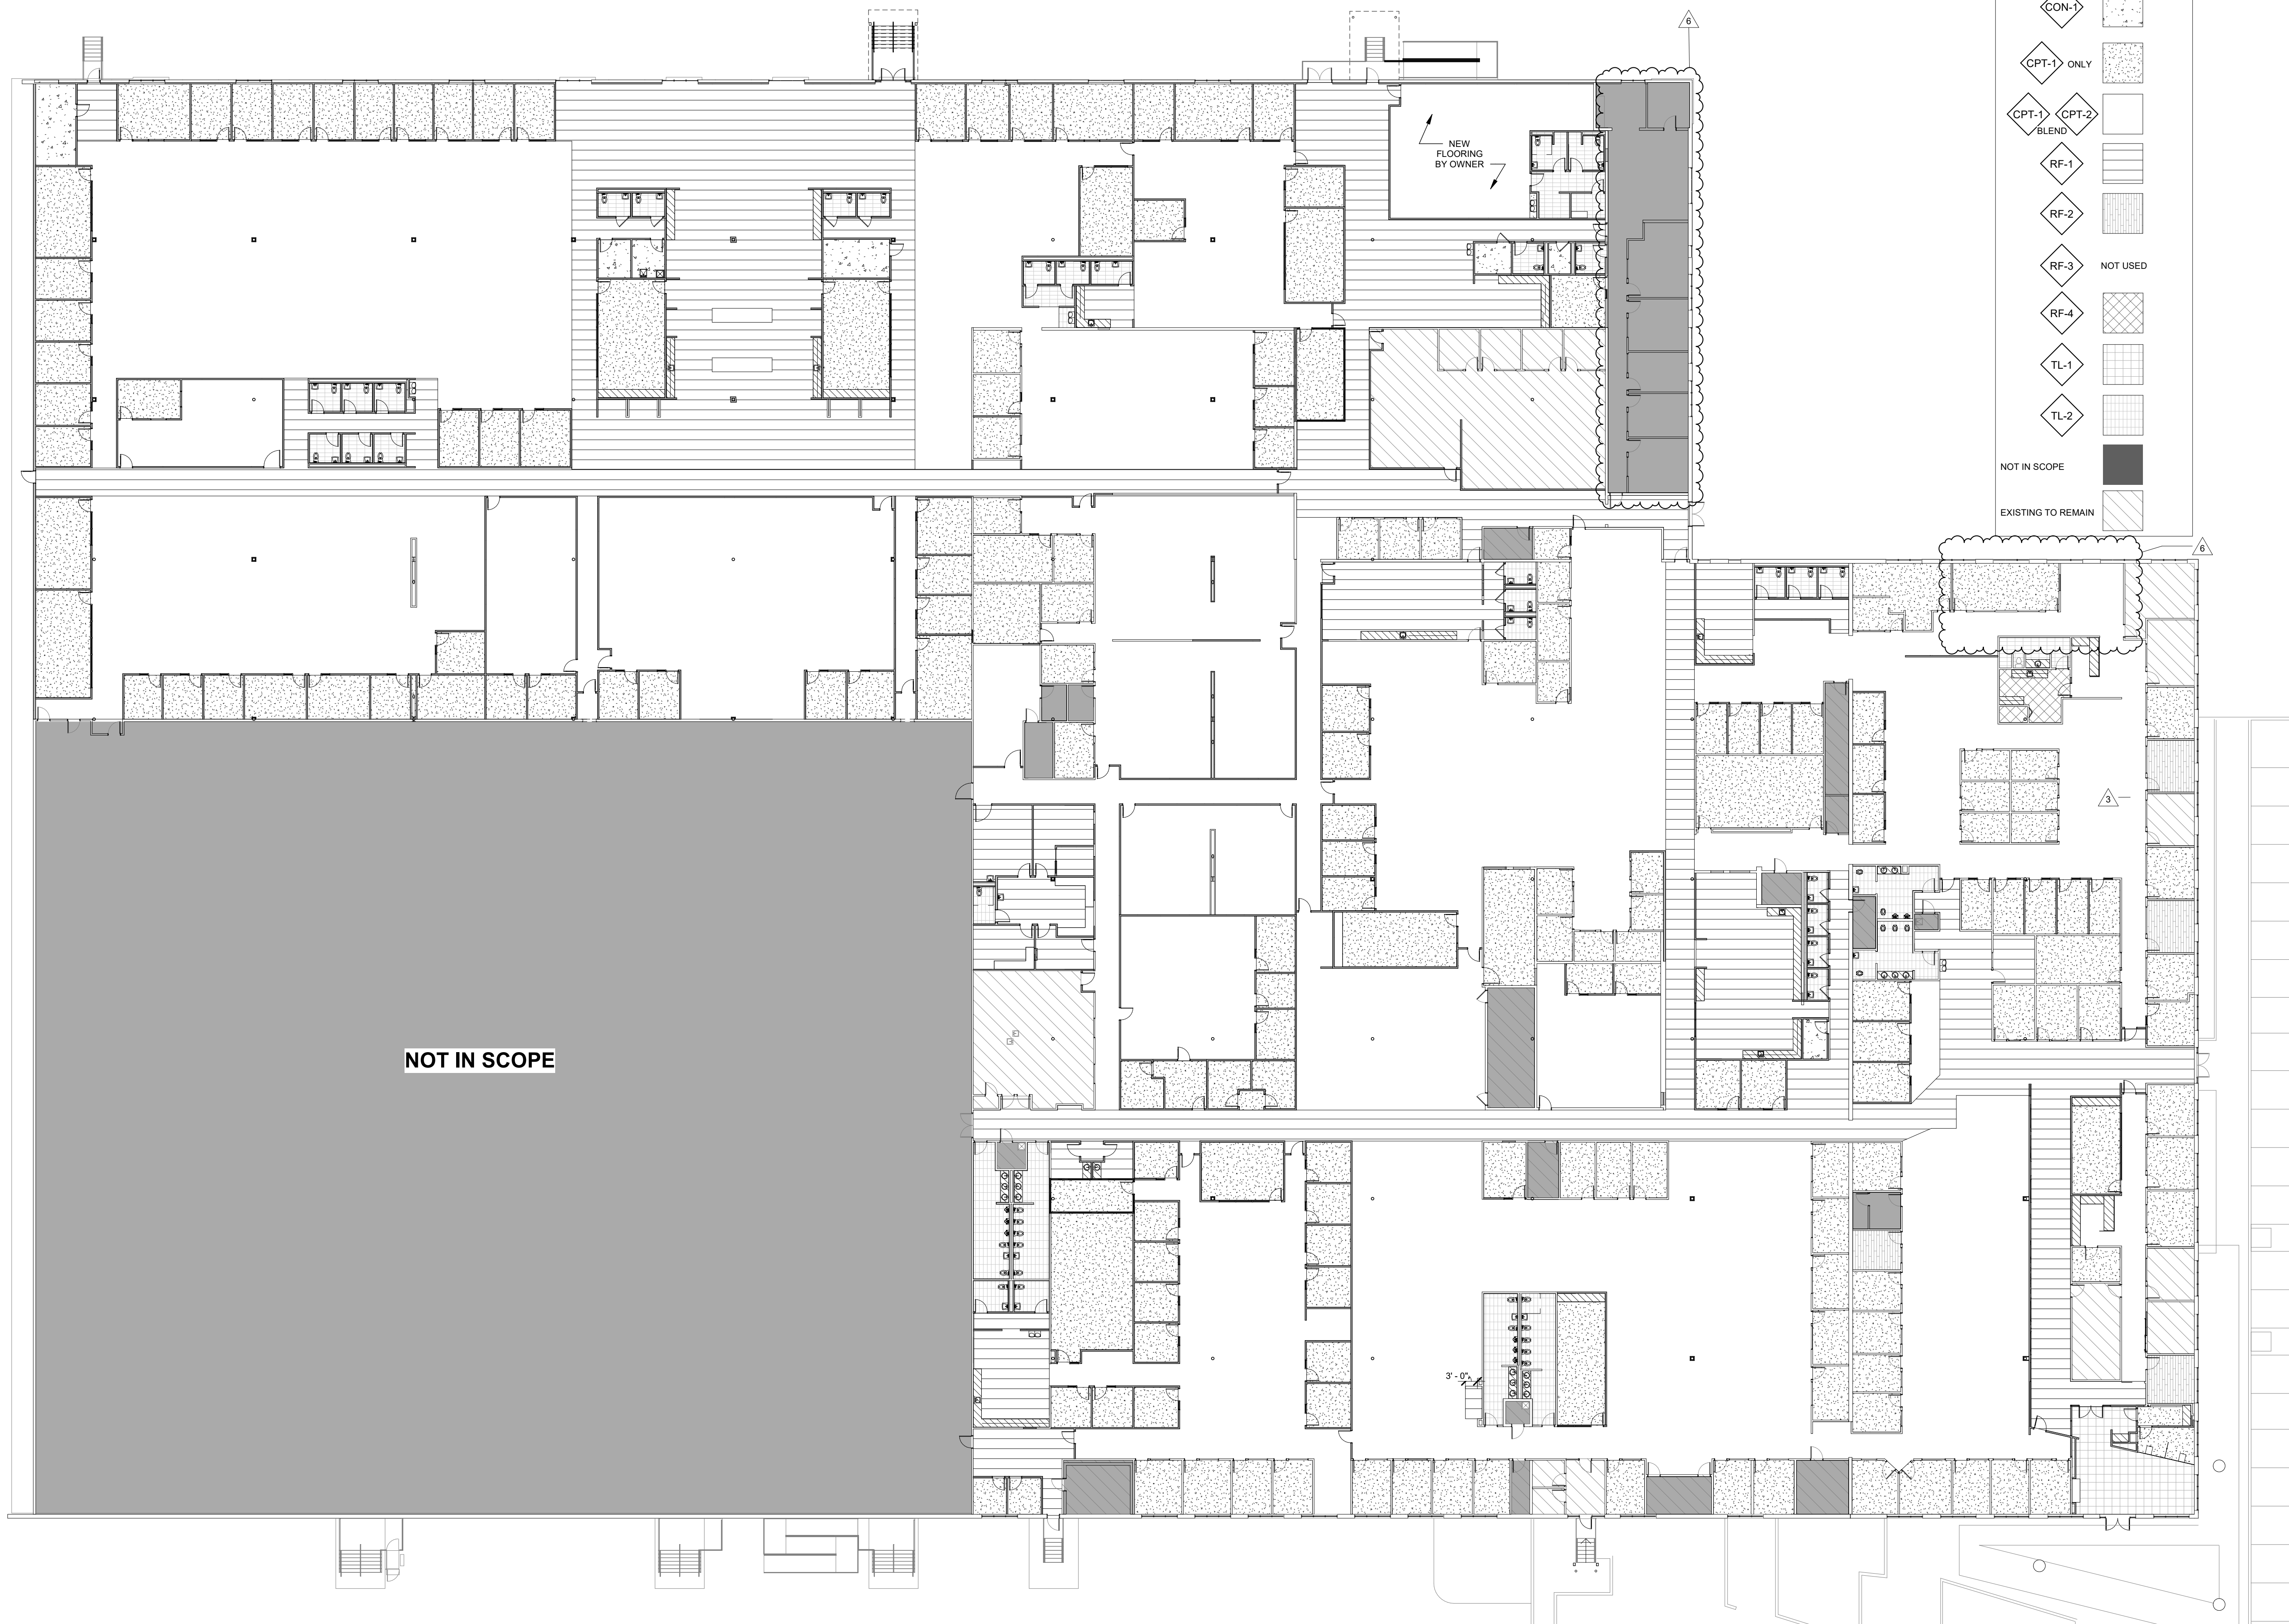 6
CON-1
CPT-1 ONLY
CPT-1 CPT-2
BLEND
RF-1
RF-2
RF-3 NOT USED
RF-4
TL-1
TL-2
NOT IN SCOPE
EXISTING TO REMAIN
NEW
FLOORING
BY OWNER
6
3
NOT IN SCOPE
3' - 0"